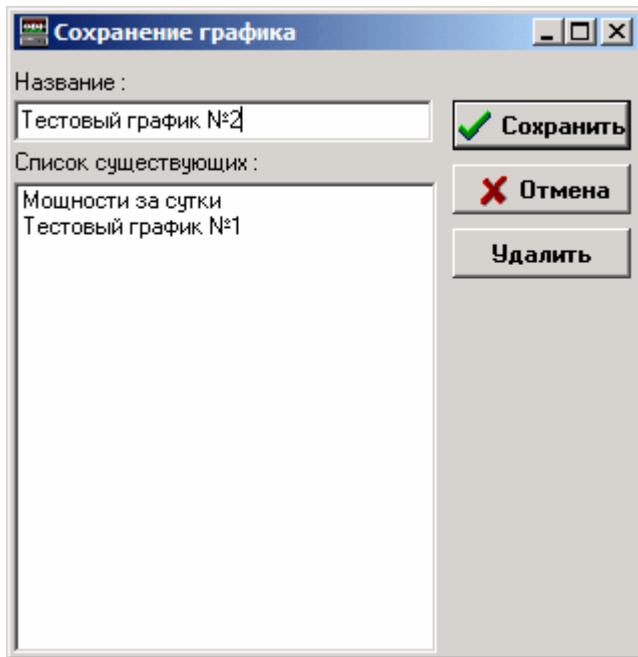 Сохранение графика
Название :
Тестовый график №2
Сохранить
Список существующих :
Отмена
Мощности за сутки
Тестовый график №1
Удалить